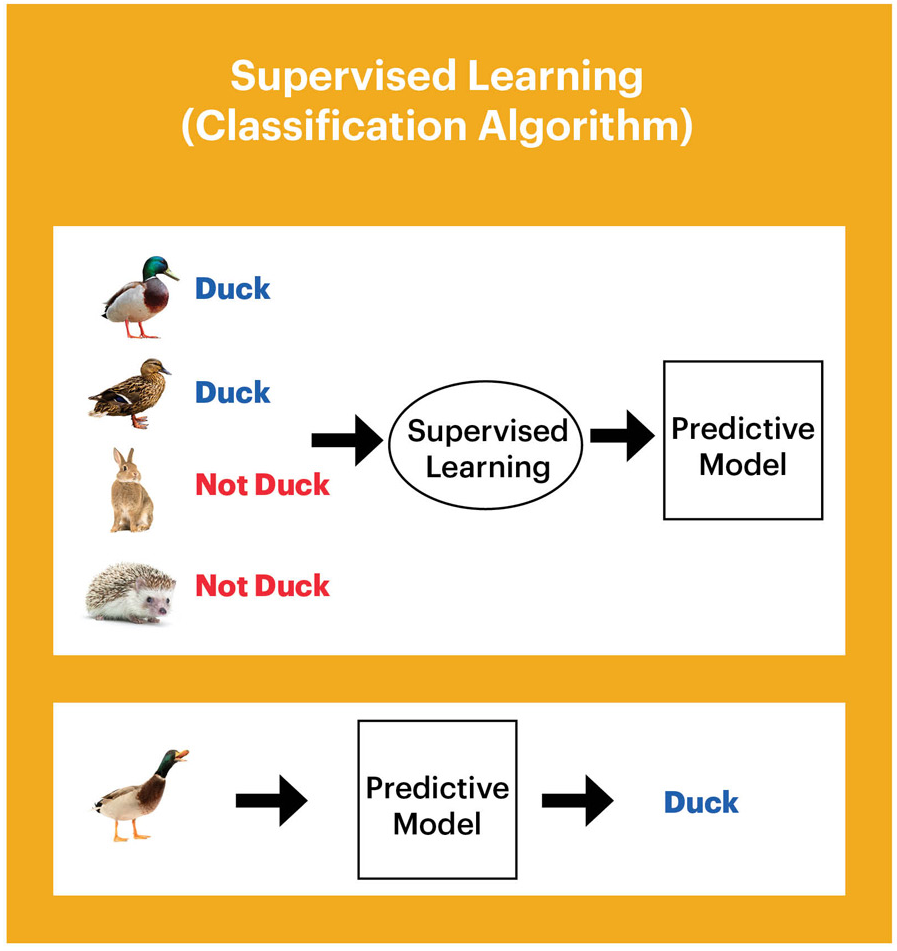 Supervised Learning
(Classification Algorithm)
Duck
Duck
Not Duck
Not Duck
Supervised
Learning
Predictive
Model
Predictive
Model
Duck